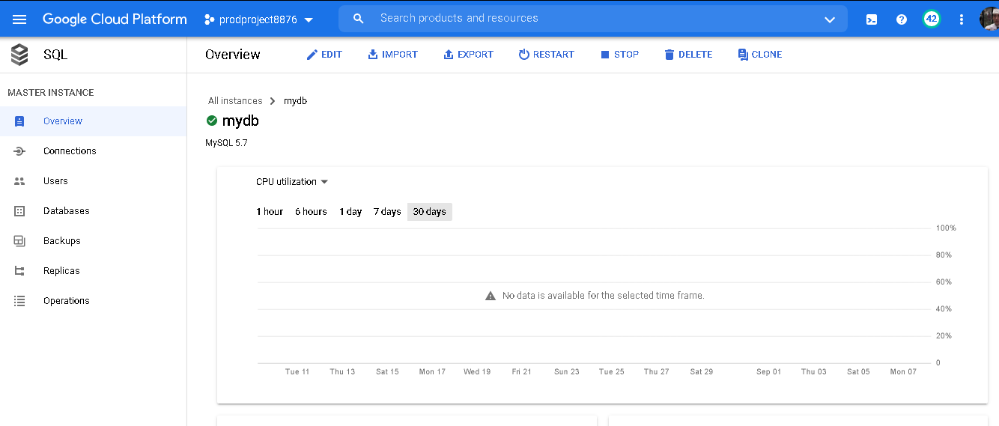 Google Cloud Platform prodproject8876 Search products and resources 42
SQL Overview EDIT IMPORT EXPORT RESTART STOP DELETE CLONE
MASTER INSTANCE
Overview
Connections
Users
Databases
Backups
Replicas
Operations
All instances mydb
mydb
MySQL 5.7
CPU utilization
1 hour 6 hours 1 day 7 days 30 days
100%
80%
60%
No data is available for the selected time frame.
40%
20%
0
Tue 11 Thu 13 Sat 15 Mon 17 Wed 19 Fri 21 Sun 23 Tue 25 Thu 27 Sat 29 Sep 01 Thu 03 Sat 05 Mon 07